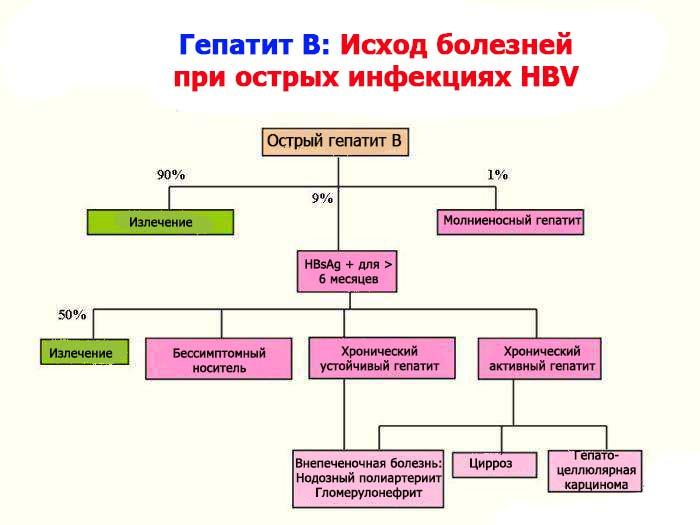 Гепатит В: Исход болезней
при острых инфекциях HBV
Острый гепатит В
90%
1%
9%
Излечение
Молниеносный гепатит
HBsAg + для >
6 месяцев
50%
Излечение
Бессимптомный
носитель
Хронический
устойчивый гепатит
Хронический
активный гепатит
Внепеченочная болезнь:
Нодозный полиартериит
Гломерулонефрит
Цирроз
Гепато-
целлюлярная
карцинома